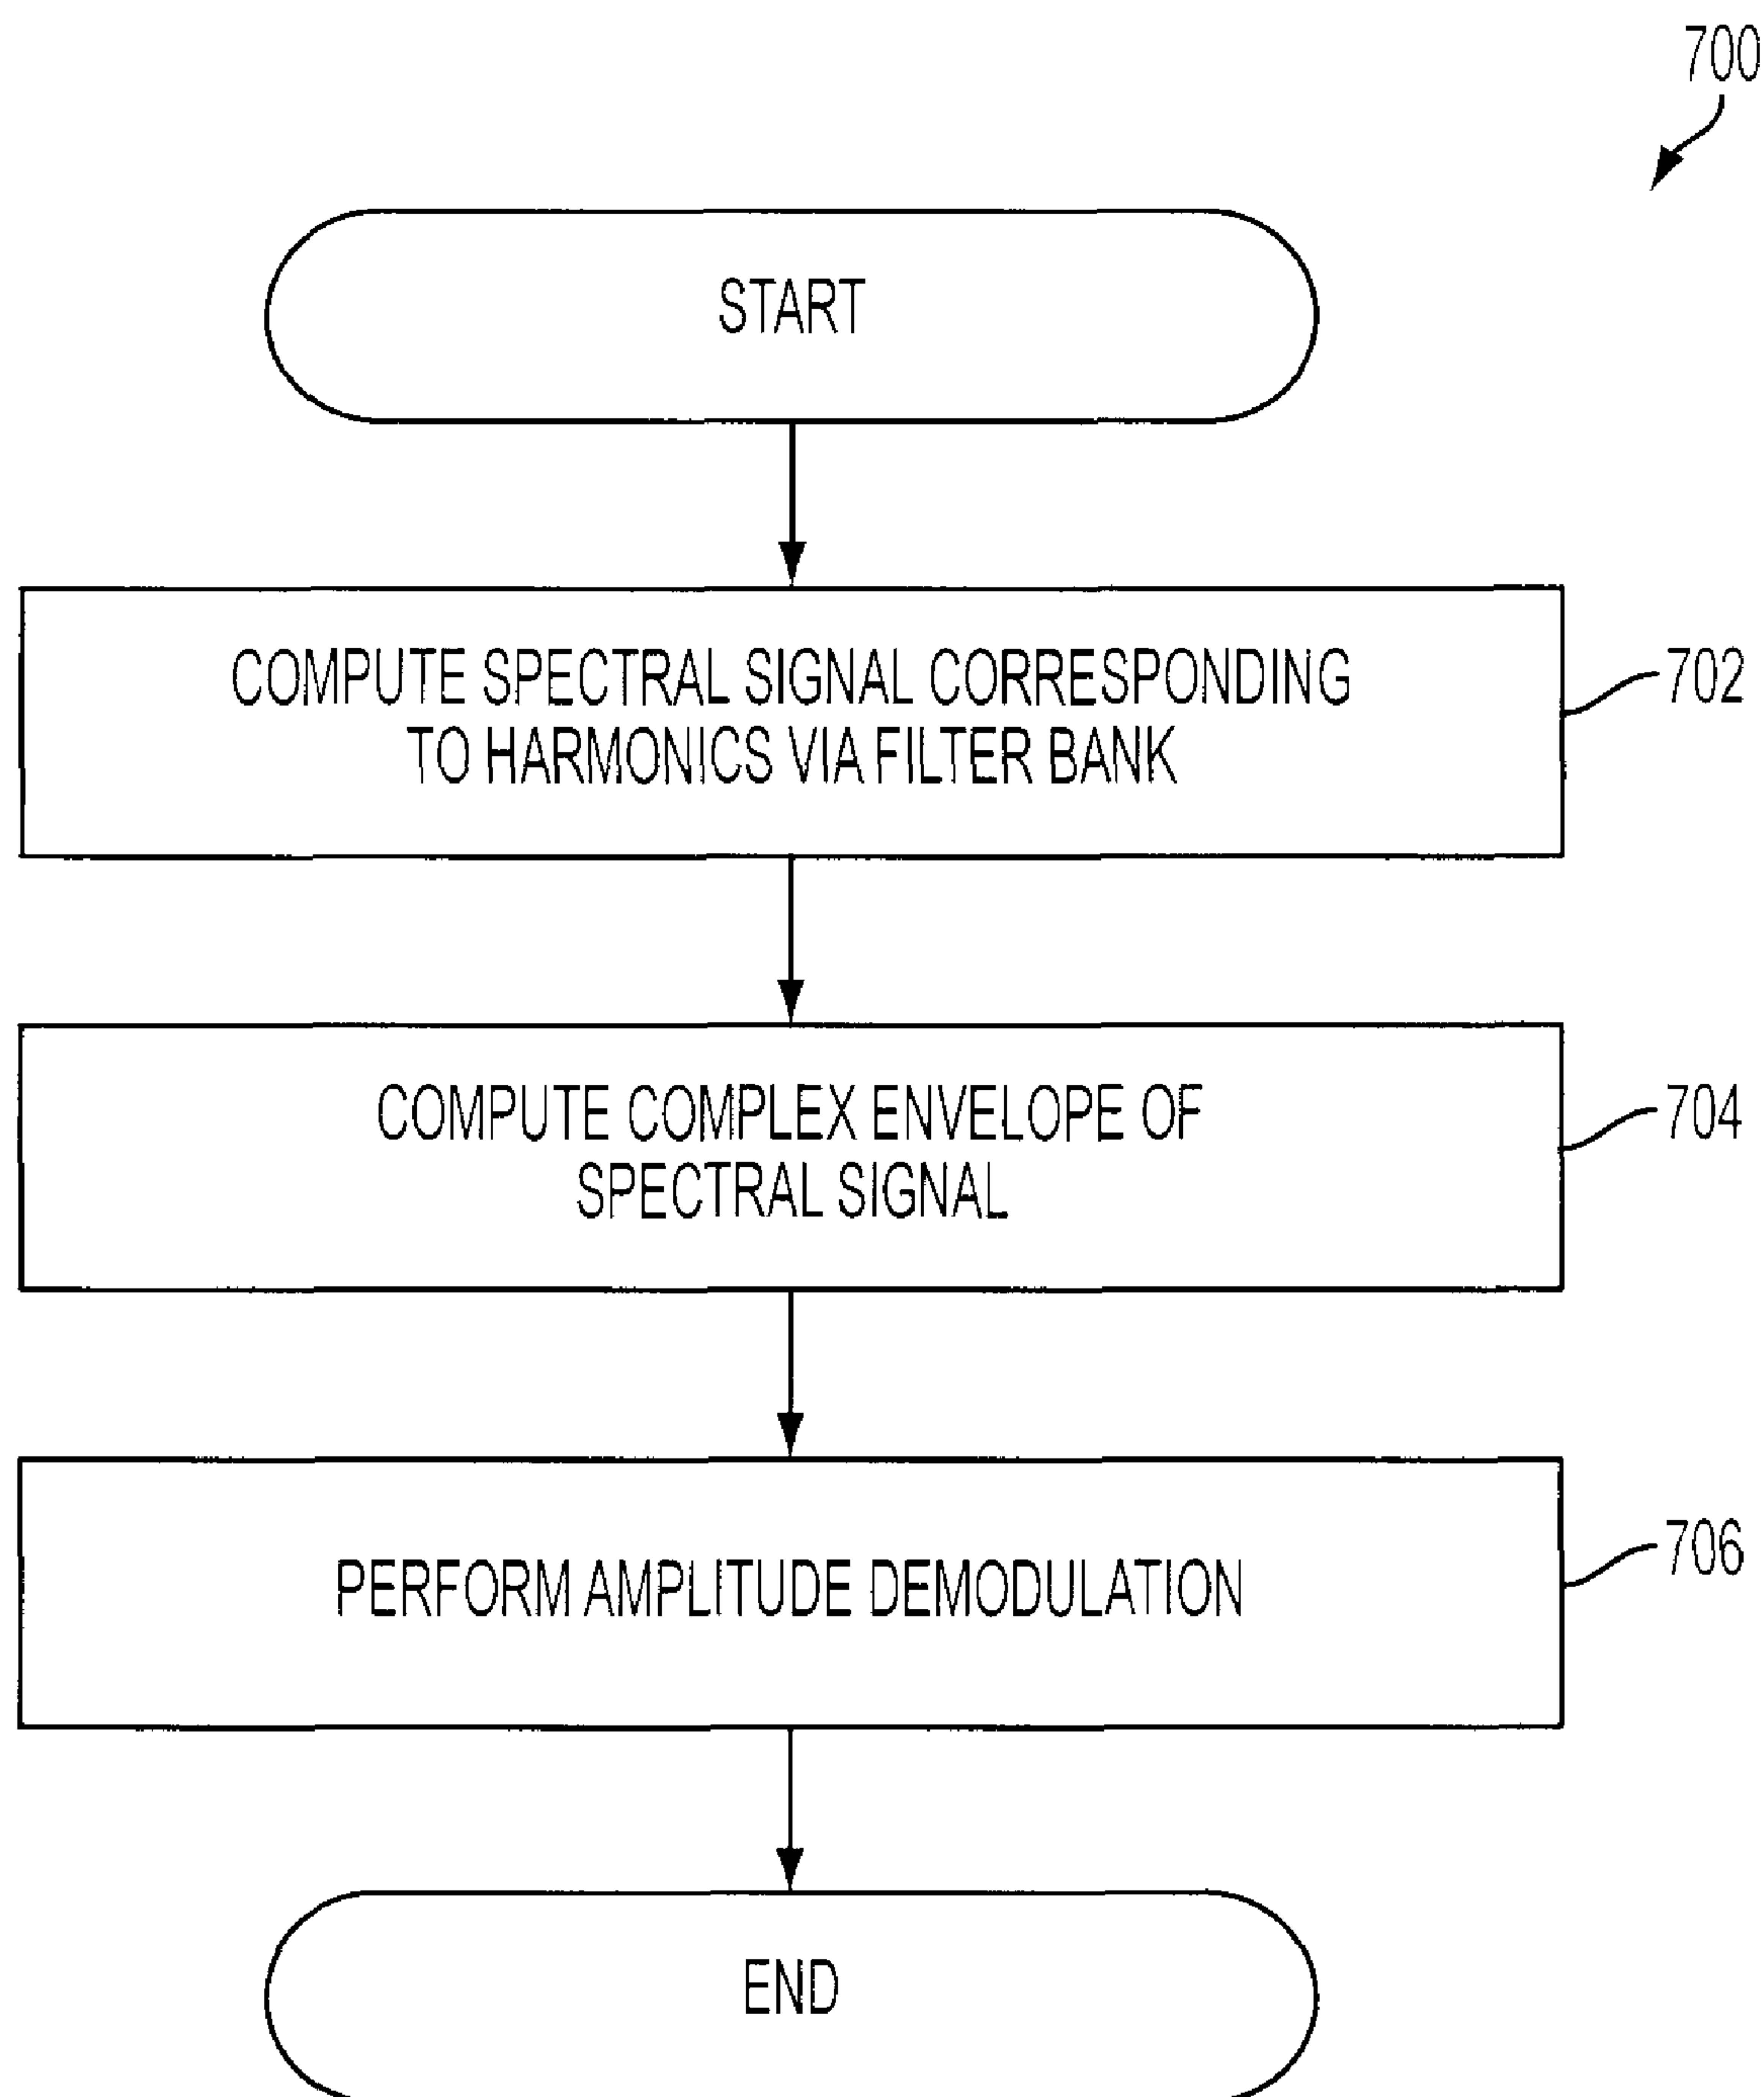 700
START
COMPUTE SPECTRAL SIGNAL CORRESPONDING
TO HARMONICS VIA FILTER BANK
702
COMPUTE COMPLEX ENVELOPE OF
SPECTRAL SIGNAL
704
PERFORM AMPLITUDE DEMODULATION
706
END